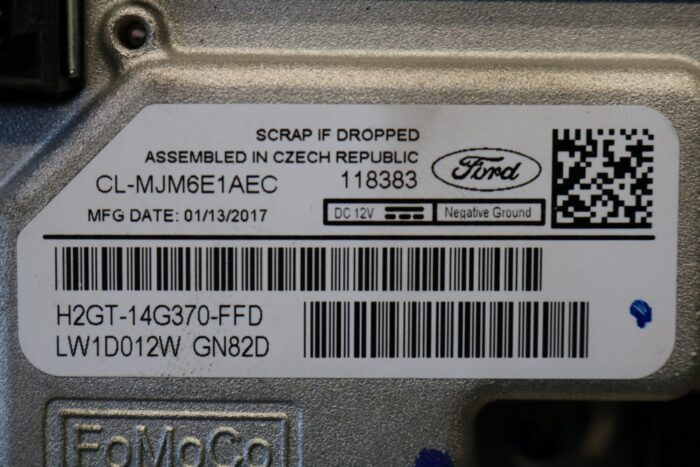 SCRAP IF DROPPED
ASSEMBLED IN CZECH REPUBLIC
CL-MJM6E1AEC 118383
Ford
MFG DATE: 01/13/2017
DC 12V Negative Ground
H2GT-14G370-FFD
LW1D012W GN82D
FoMoCo